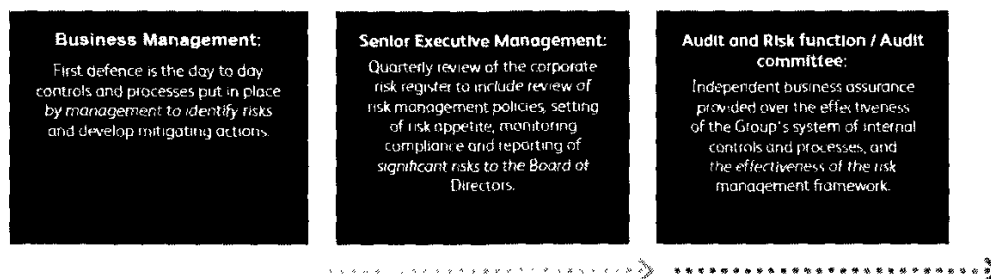 Business Management:
First defence is the day to day
controls and processes put in place
by management to identify risks
and develop mitigating actions.
Senior Executive Management:
Quarterly review of the corporate
risk register to include review of
risk management policies, setting
of risk appetite, monitoring
compliance and reporting of
significant risks to the Board of
Directors.
Audit and Risk function / Audit
committee:
Independent business assurance
provided over the effectiveness
of the Group's system of internal
controls and processes, and
the effectiveness of the risk
management framework.